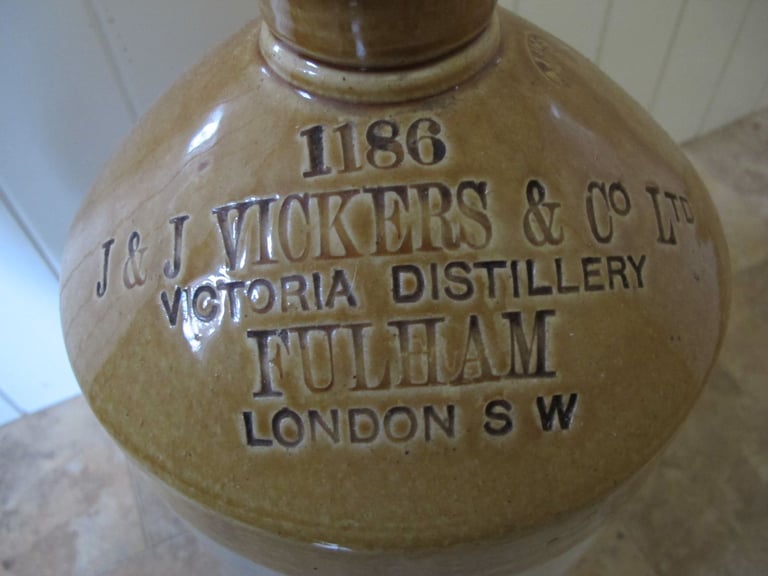 1186
J & J VICKERS & Co LTD
VICTORIA DISTILLERY
FULHAM
LONDON S W